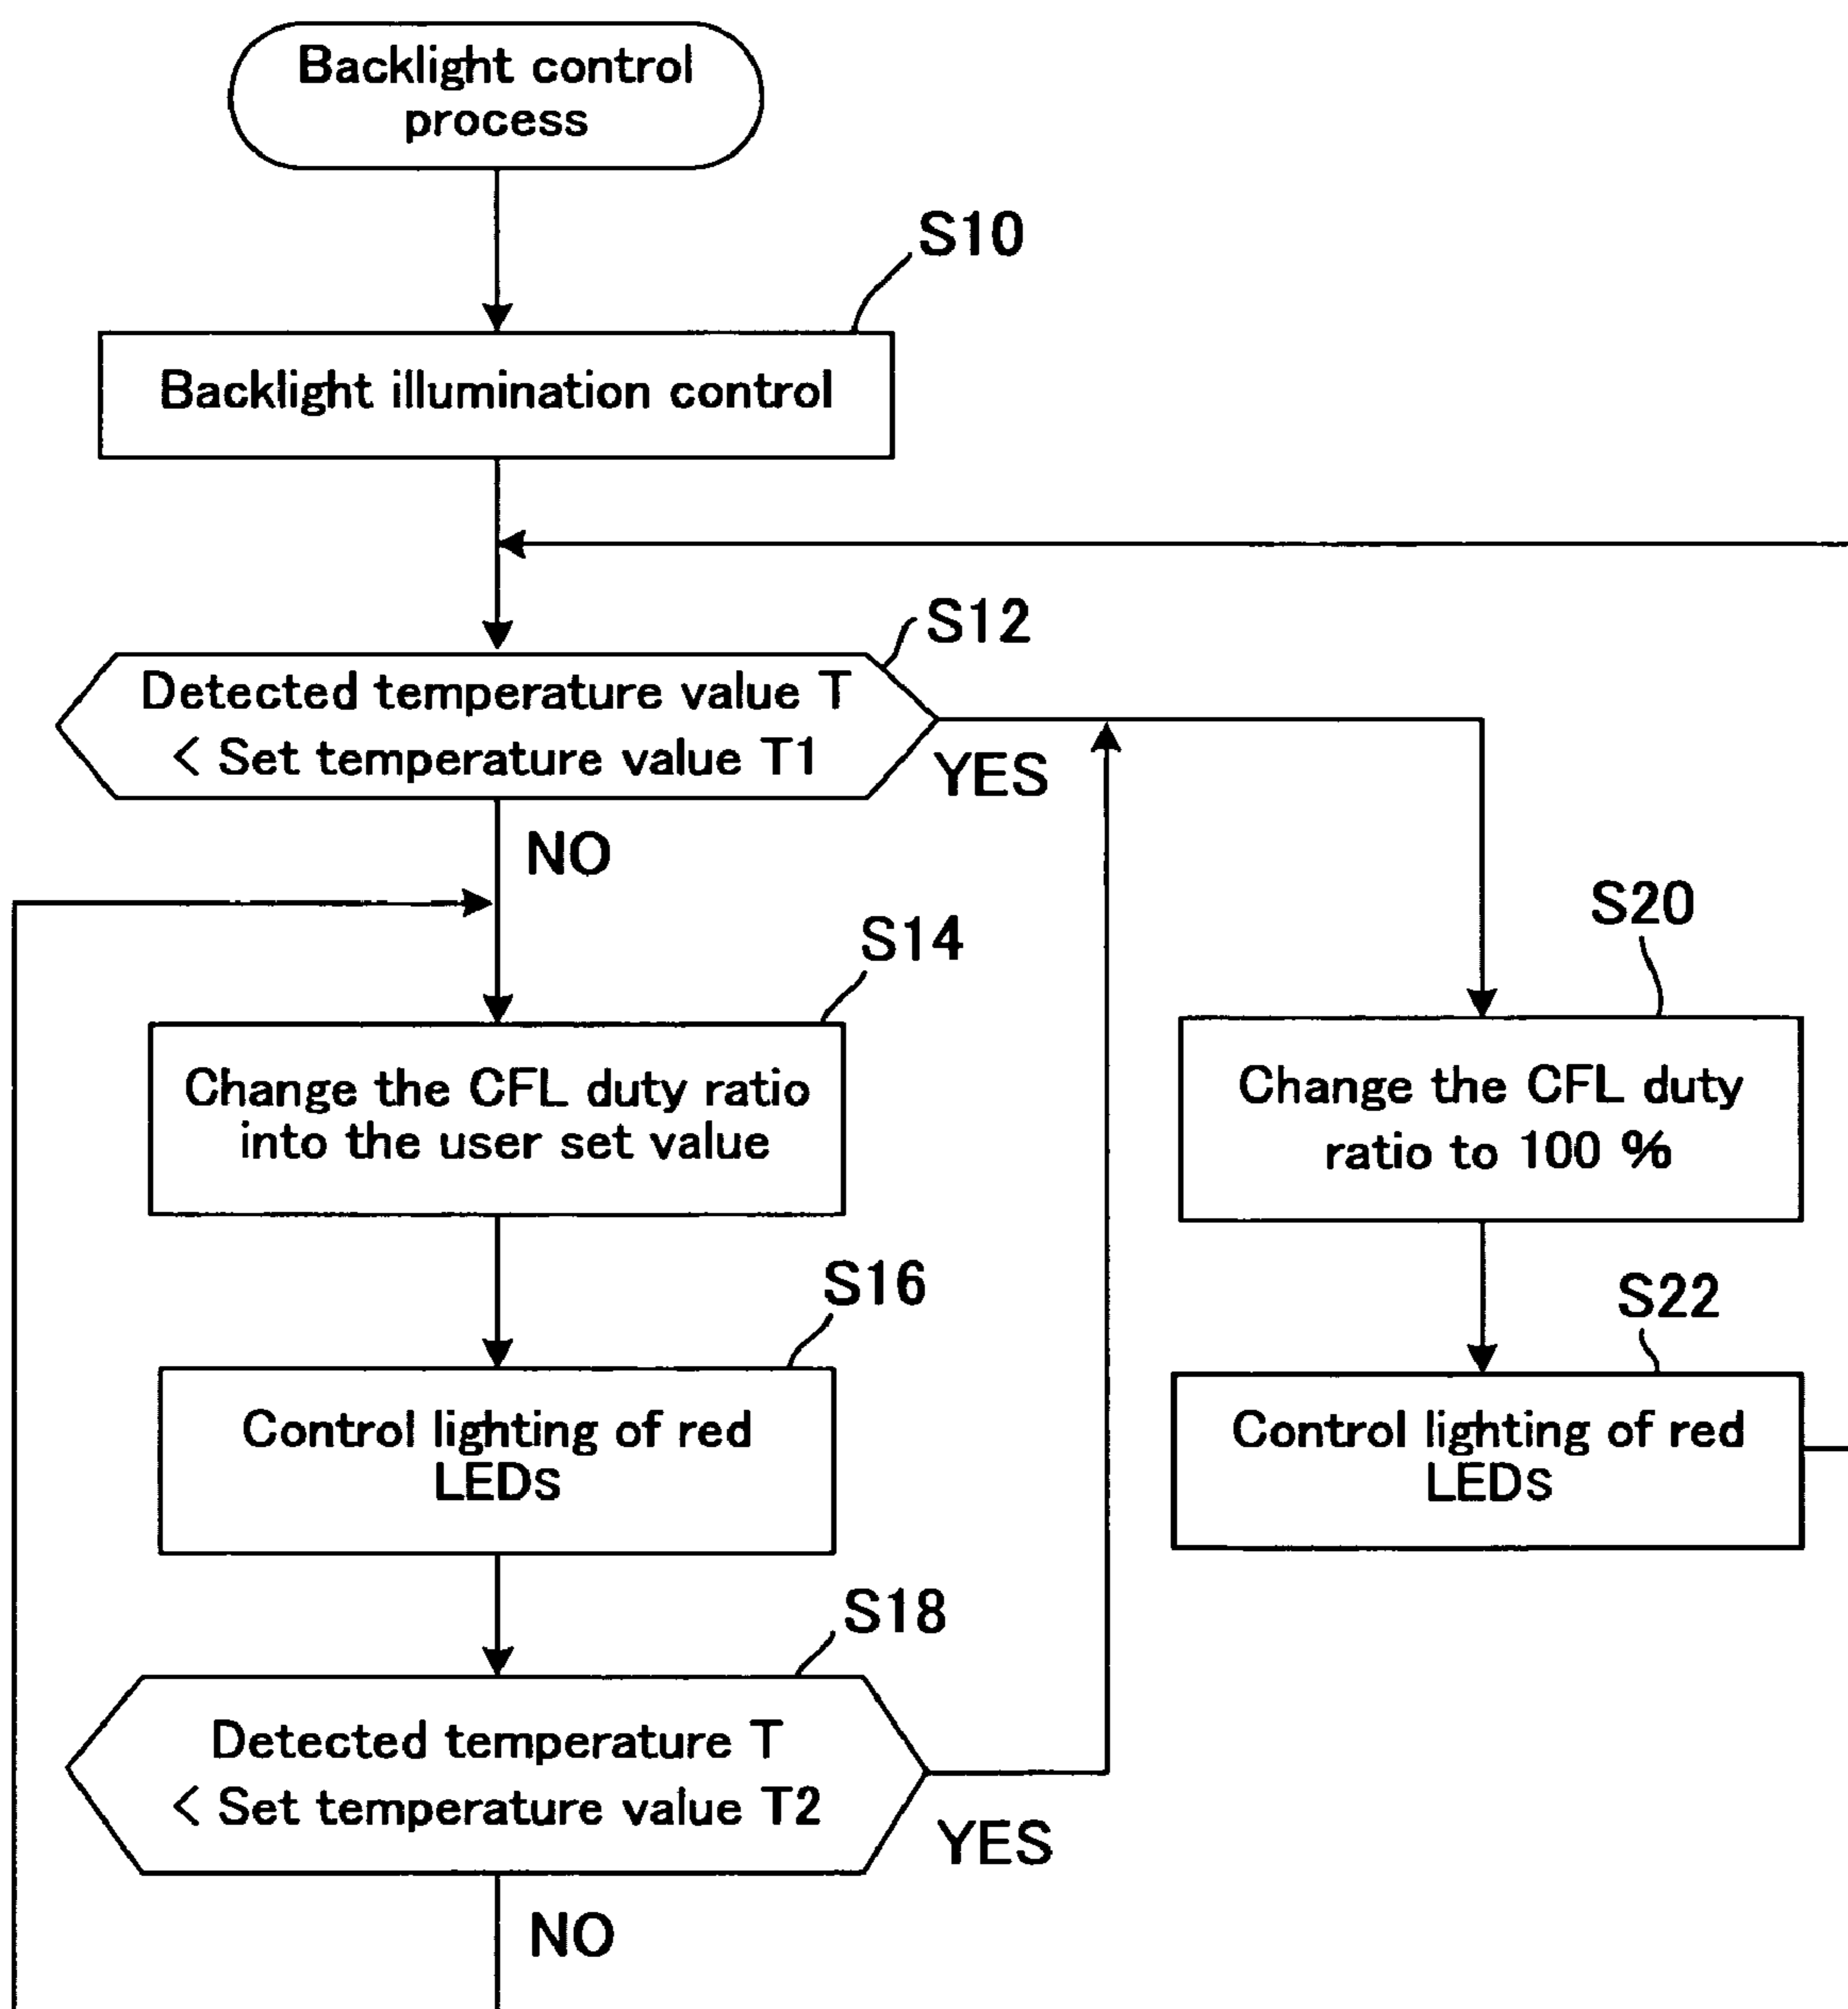 Backlight control
process
S10
Backlight illumination control
S12
Detected temperature value T
< Set temperature value T1
YES
NO
S14
Change the CFL duty ratio
into the user set value
S16
Control lighting of red
LEDs
S18
Detected temperature T
< Set temperature value T2
YES
NO
S20
Change the CFL duty
ratio to 100 %
S22
Control lighting of red
LEDs